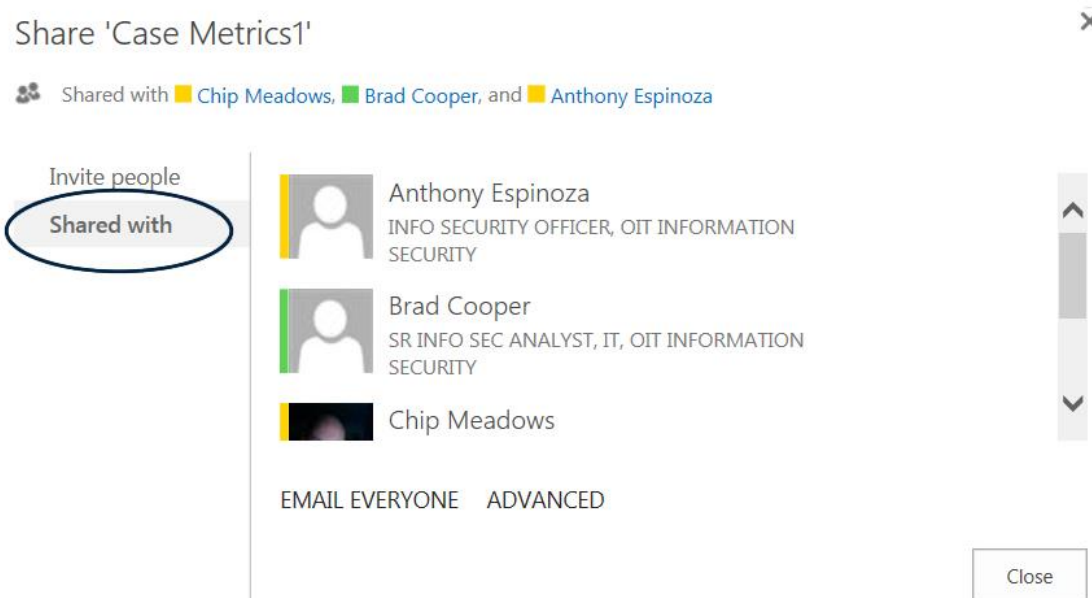 Share 'Case Metrics1'
Shared with Chip Meadows, Brad Cooper, and Anthony Espinoza
Invite people
Shared with
Anthony Espinoza
INFO SECURITY OFFICER, OIT INFORMATION
SECURITY
Brad Cooper
SR INFO SEC ANALYST, IT, OIT INFORMATION
SECURITY
Chip Meadows
EMAIL EVERYONE ADVANCED
Close